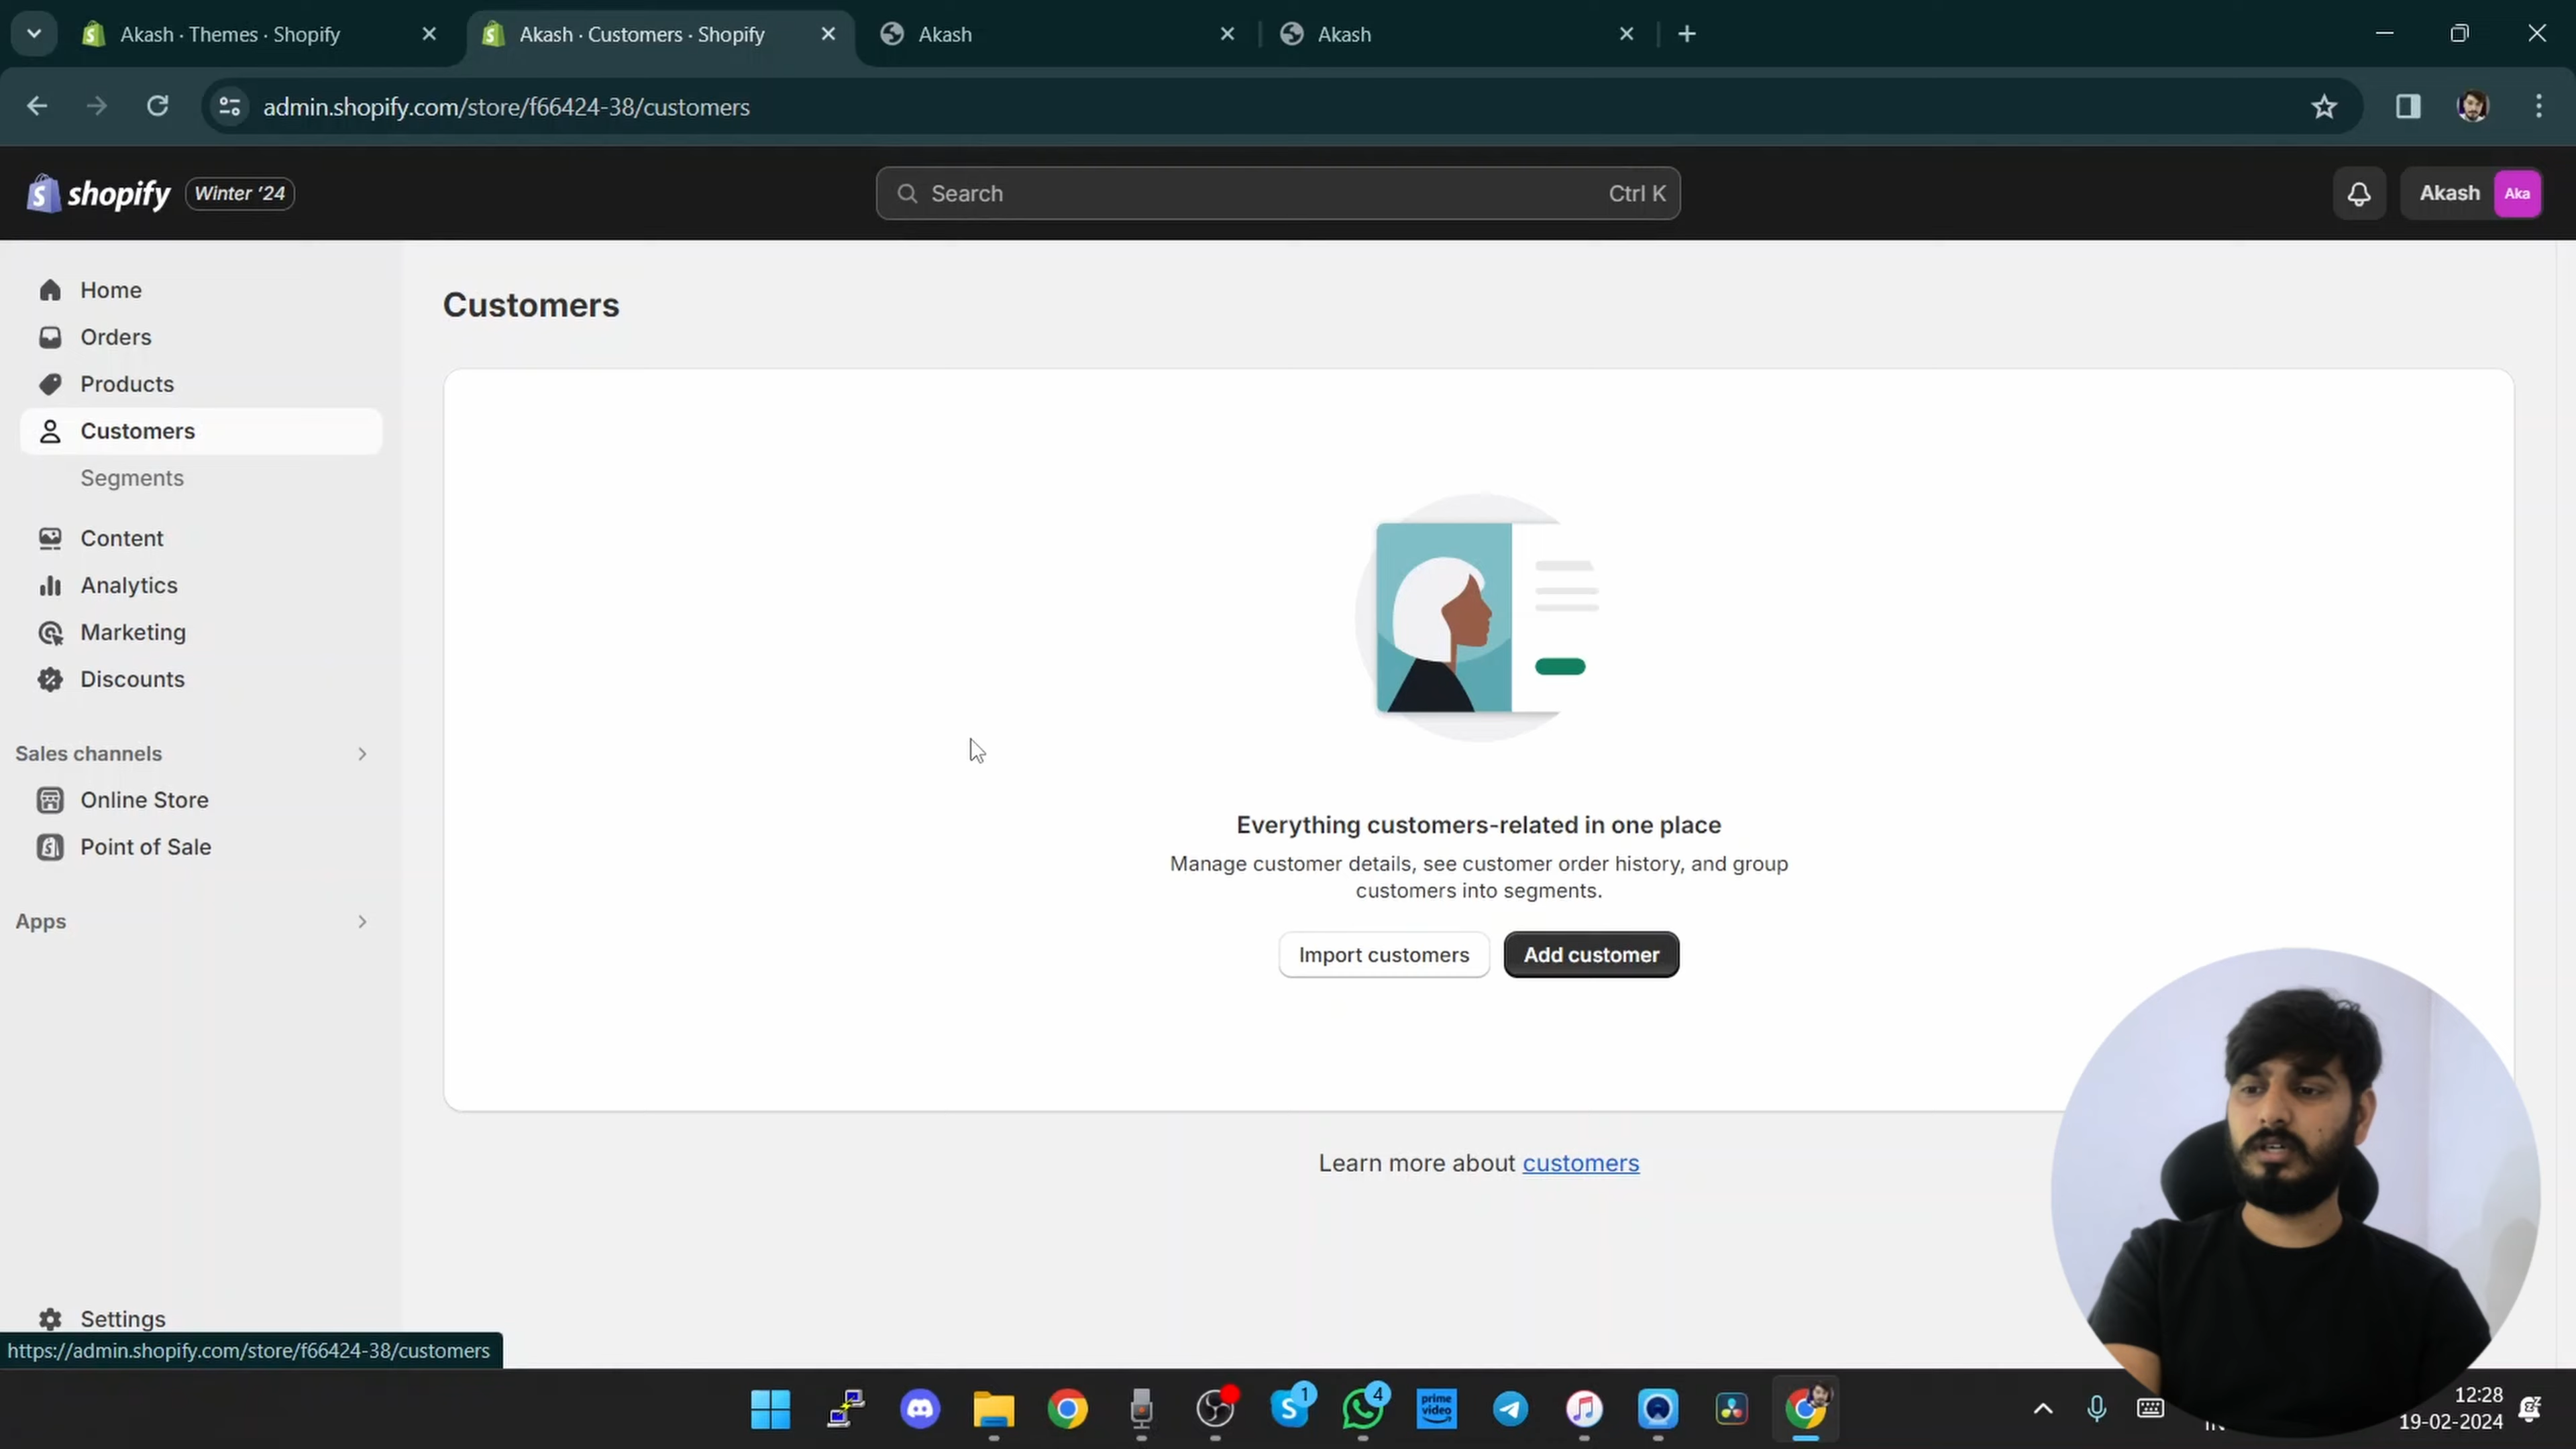 Akash · Themes · Shopify
Akash · Customers · Shopify
Akash
Akash
admin.shopify.com/store/f66424-38/customers
shopify
Winter '24
Search
Ctrl K
Akash
Aka
Home
Orders
Products
Customers
Segments
Content
Analytics
Marketing
Discounts
Sales channels
Online Store
Point of Sale
Apps
Settings
Customers
Everything customers-related in one place
Manage customer details, see customer order history, and group
customers into segments.
Import customers
Add customer
Learn more about customers
https://admin.shopify.com/store/f66424-38/customers
1
4
prime
video
12:28
19-02-2024